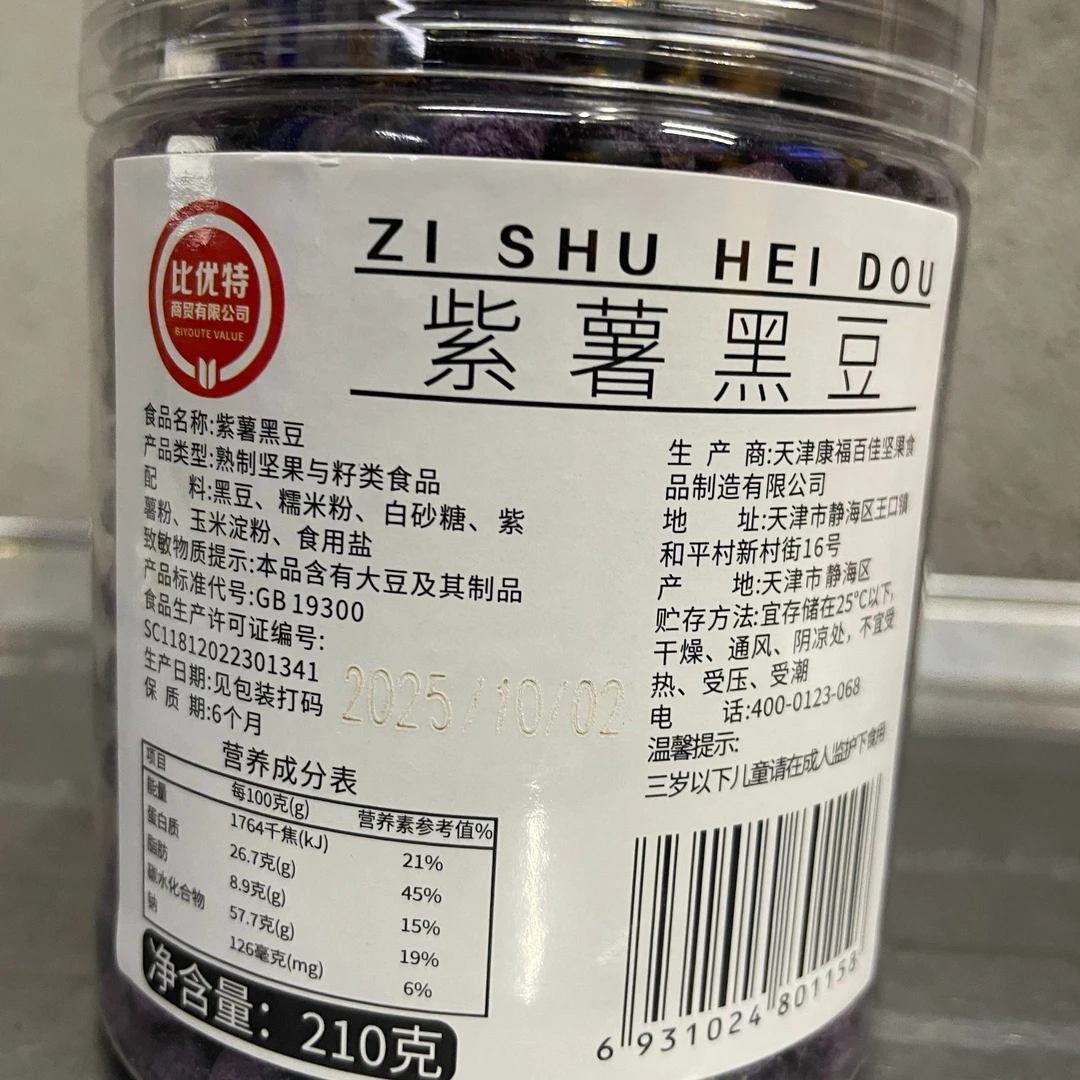 比优特
商贸有限公司
BIYOUTE VALUE
ZI SHU HEI DOU
紫薯黑豆
食品名称:紫薯黑豆
产品类型:熟制坚果与籽类食品
配 料:黑豆、糯米粉、白砂糖、紫
薯粉、玉米淀粉、食用盐
致敏物质提示:本品含有大豆及其制品
产品标准代号:GB 19300
食品生产许可证编号:
SC11812022301341
生产日期:见包装打码
2025/10/02
保 质 期:6个月
生 产 商:天津康福百佳坚果食
品制造有限公司
地 址:天津市静海区王口镇
和平村新村街16号
产 地:天津市静海区
贮存方法:宜存储在25°C以下,
干燥、通风、阴凉处，不宜受
热、受压、受潮
电 话:400-0123-068
温馨提示:
三岁以下儿童请在成人监护下食用
营养成分表
项目 每100克(g) 营养素参考值%
能量 1764千焦(kJ) 21%
蛋白质 26.7克(g) 45%
脂肪 8.9克(g) 15%
碳水化合物 57.7克(g) 19%
钠 126毫克(mg) 6%
净含量: 210克
6 931024 801158